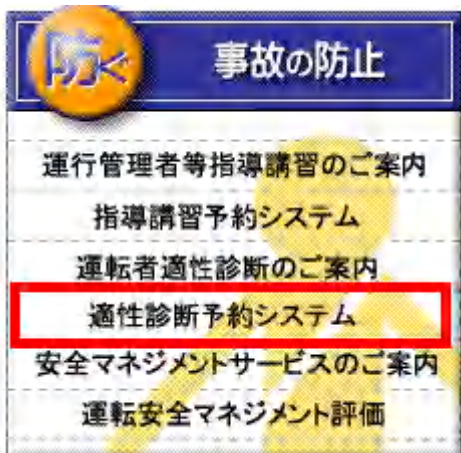 防ぐ
事故の防止
運行管理者等指導講習のご案内
指導講習予約システム
運転者適性診断のご案内
適性診断予約システム
安全マネジメントサービスのご案内
運転安全マネジメント評価